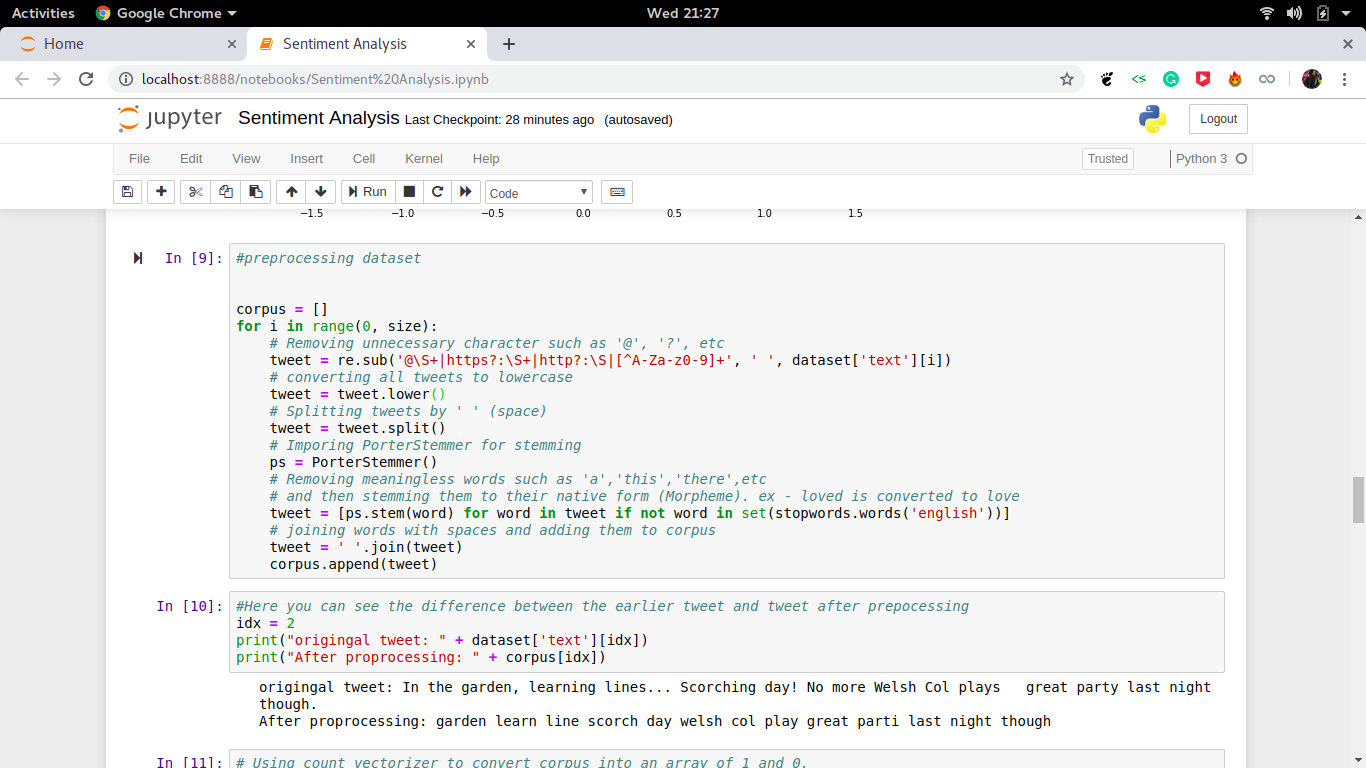 Activities Google Chrome Wed 21:27
Home Sentiment Analysis
localhost:8888/notebooks/Sentiment%20Analysis.ipynb
jupyter Sentiment Analysis Last Checkpoint: 28 minutes ago (autosaved) Logout
File Edit View Insert Cell Kernel Help Trusted Python 3
Run Code
−1.5 −1.0 −0.5 0.0 0.5 1.0 1.5
In [9]: #preprocessing dataset
corpus = []
for i in range(0, size):
# Removing unnecessary character such as '@', '?', etc
tweet = re.sub('@\S+|https?:\S+|http?:\S|[^A-Za-z0-9]+', ' ', dataset['text'][i])
# converting all tweets to lowercase
tweet = tweet.lower()
# Splitting tweets by ' ' (space)
tweet = tweet.split()
# Imporing PorterStemmer for stemming
ps = PorterStemmer()
# Removing meaningless words such as 'a','this','there',etc
# and then stemming them to their native form (Morpheme). ex - loved is converted to love
tweet = [ps.stem(word) for word in tweet if not word in set(stopwords.words('english'))]
# joining words with spaces and adding them to corpus
tweet = ' '.join(tweet)
corpus.append(tweet)
In [10]: #Here you can see the difference between the earlier tweet and tweet after prepocessing
idx = 2
print("origingal tweet: " + dataset['text'][idx])
print("After proprocessing: " + corpus[idx])
origingal tweet: In the garden, learning lines... Scorching day! No more Welsh Col plays   great party last night
though.
After proprocessing: garden learn line scorch day welsh col play great parti last night though
In [11]: # Using count vectorizer to convert corpus into an array of 1 and 0.